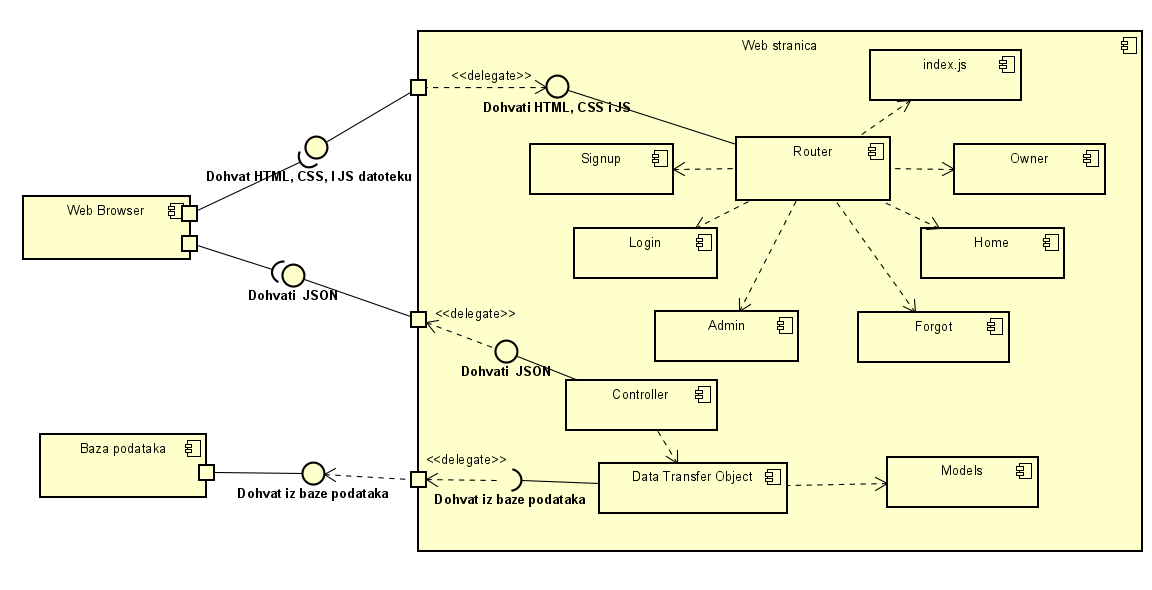 Web stranica
index.js
<<delegate>>
Dohvati HTML, CSS i JS
Signup
Router
Owner
Dohvat HTML, CSS, I JS datoteku
Web Browser
Login
Home
Dohvati JSON
<<delegate>>
Admin
Forgot
Dohvati JSON
Controller
Baza podataka
<<delegate>>
Data Transfer Object
Models
Dohvat iz baze podataka
Dohvat iz baze podataka